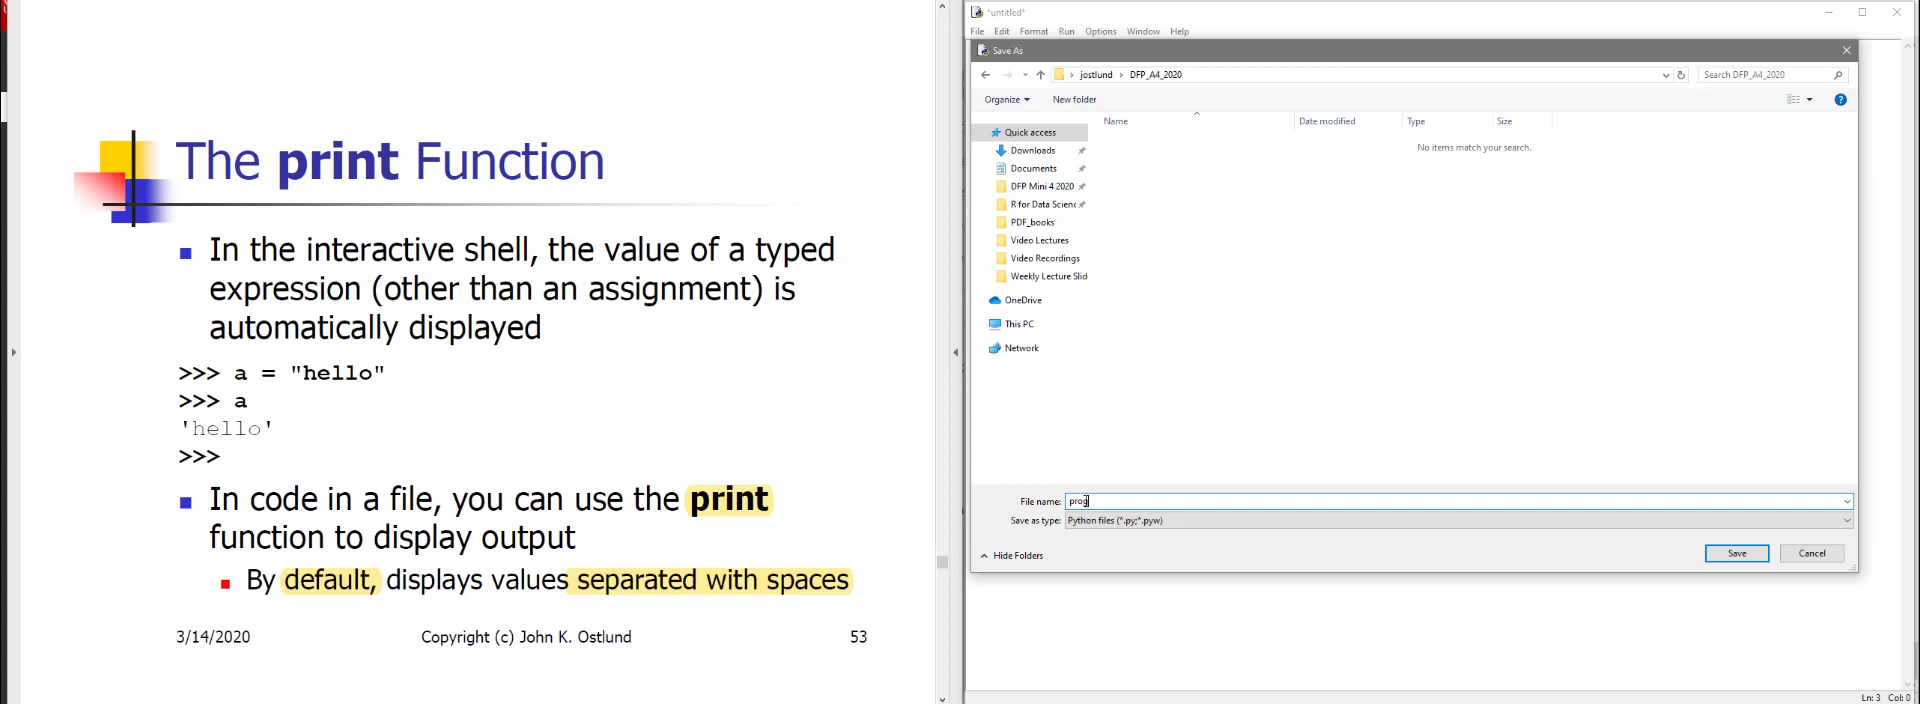 The print Function
In the interactive shell, the value of a typed
expression (other than an assignment) is
automatically displayed
>>> a = "hello"
>>> a
'hello'
>>>
In code in a file, you can use the print
function to display output
By default, displays values separated with spaces
3/14/2020
Copyright (c) John K. Ostlund
53
*untitled*
File Edit Format Run Options Window Help
Save As
jostlund › DFP_A4_2020
Search DFP_A4_2020
Organize
New folder
Name
Date modified
Type
Size
No items match your search.
Quick access
Downloads
Documents
DFP Mini 4 2020
R for Data Scienc
PDF_books
Video Lectures
Video Recordings
Weekly Lecture Slid
OneDrive
This PC
Network
File name: prog
Save as type: Python files (*.py;*.pyw)
Hide Folders
Save
Cancel
Ln: 3 Col: 0